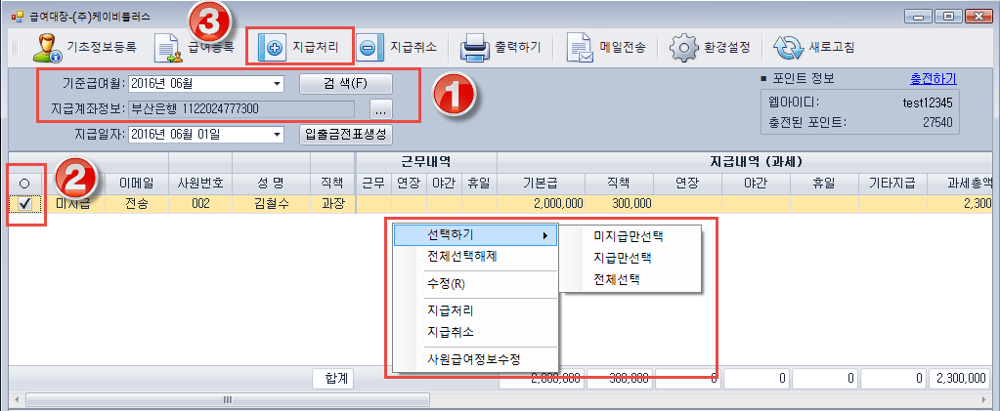 급여대장-(주)케이비플러스
기초정보등록 급여등록 지급처리 지급취소 출력하기 메일전송 환경설정 새로고침
3
기준급여월: 2016년 06월 검 색(F)
지급계좌정보: 부산은행 1122024777300 ...
지급일자: 2016년 06월 01일 입출금전표생성
1
포인트 정보 충전하기
웹아이디: test12345
충전된 포인트: 27540
2
근무내역 지급내역 (과세)
이메일 사원번호 성 명 직책 근무 연장 야간 휴일 기본급 직책 연장 야간 휴일 기타지급 과세총액
미지급 전송 002 김철수 과장 2,000,000 300,000 2,300
선택하기
전체선택해제
수정(R)
지급처리
지급취소
사원급여정보수정
미지급만선택
지급만선택
전체선택
합계 0 0 0 2,300,000